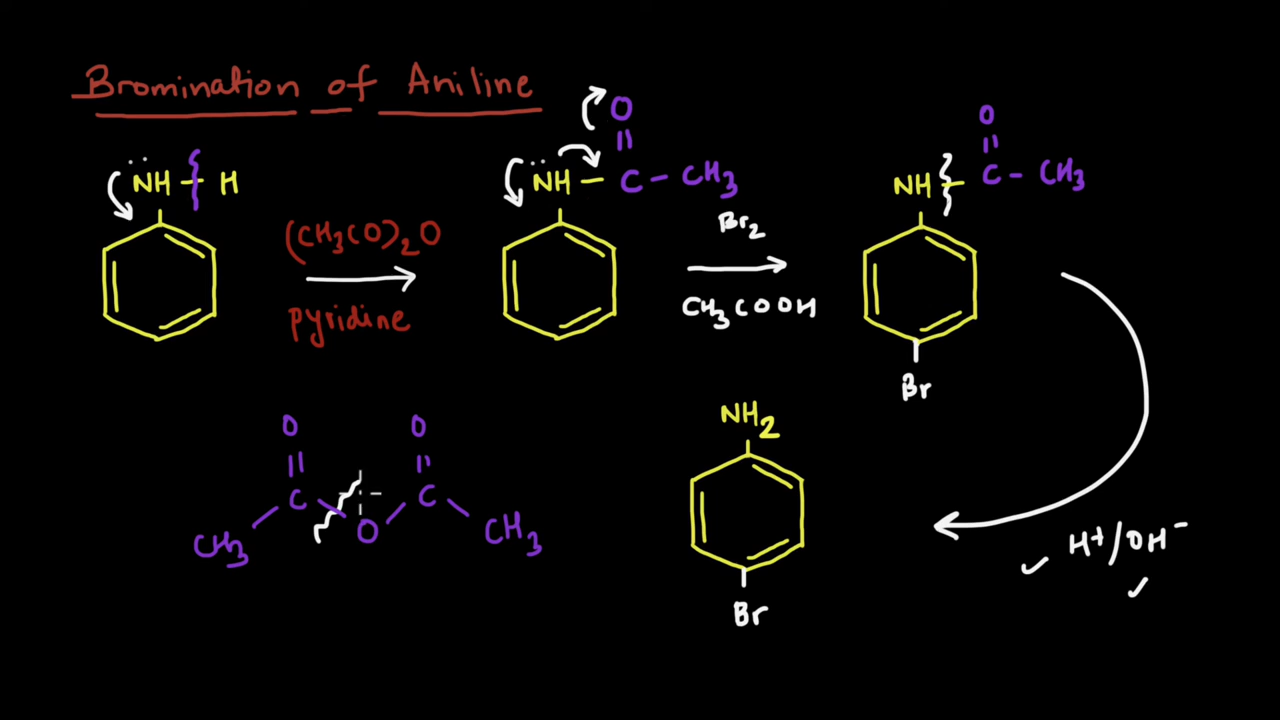 Bromination of Aniline
O
O
NH - H
NH - C - CH3
NH - C - CH3
(CH3CO)2O
pyridine
Br2
CH3COOH
Br
O
O
C
C
CH3
O
CH3
NH2
Br
H+/OH-